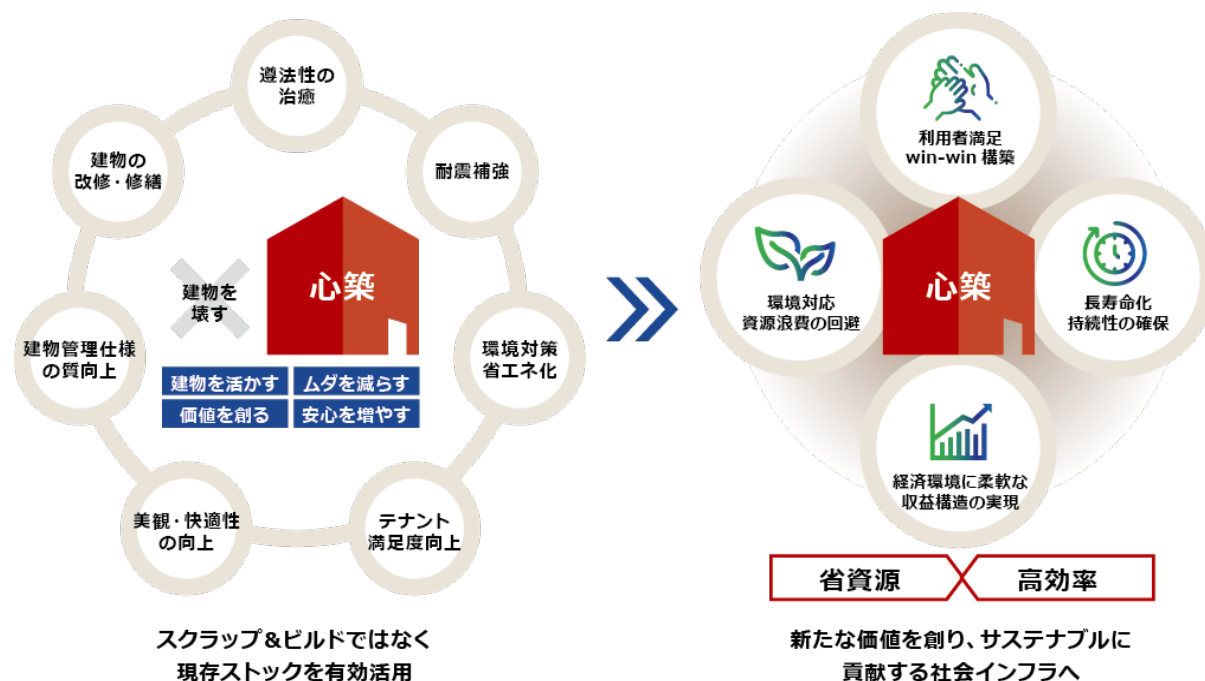 遵法性の
治癒
建物の
改修・修繕
耐震補強
建物を
壊す
心築
建物管理仕様
の質向上
環境対策
省エネ化
建物を活かす
ムダを減らす
価値を創る
安心を増やす
美観・快適性
の向上
テナント
満足度向上
スクラップ&ビルドではなく
現存ストックを有効活用
利用者満足
win-win 構築
環境対応
資源浪費の回避
心築
長寿命化
持続性の確保
経済環境に柔軟な
収益構造の実現
省資源
高効率
新たな価値を創り、サステナブルに
貢献する社会インフラへ